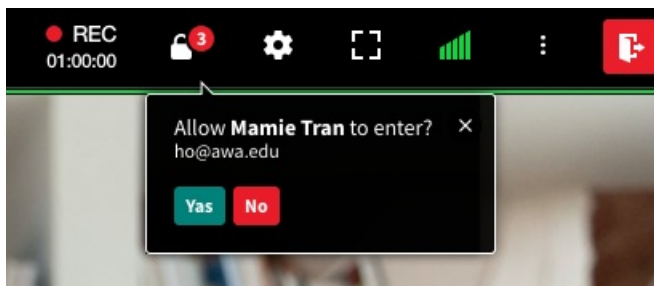 REC
01:00:00
3
Allow Mamie Tran to enter?
ho@awa.edu
Yas
No